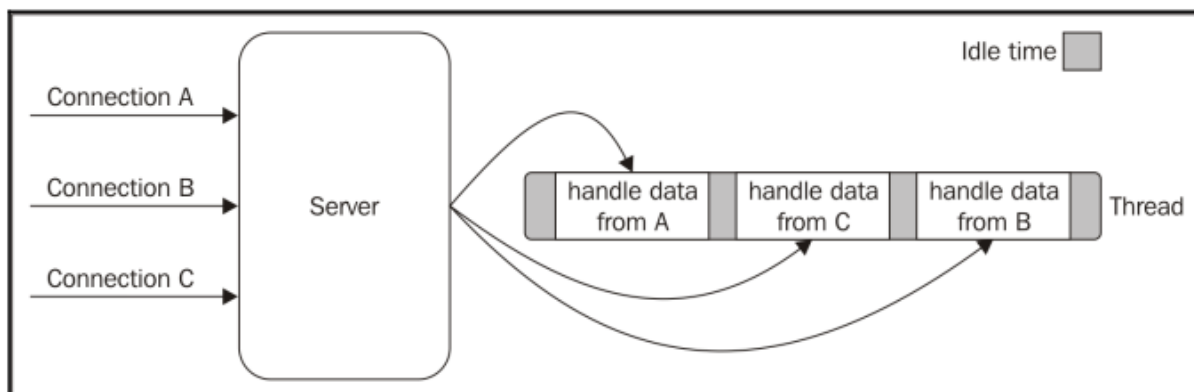 Idle time
Connection A
Connection B
Connection C
Server
handle data
from A
handle data
from C
handle data
from B
Thread